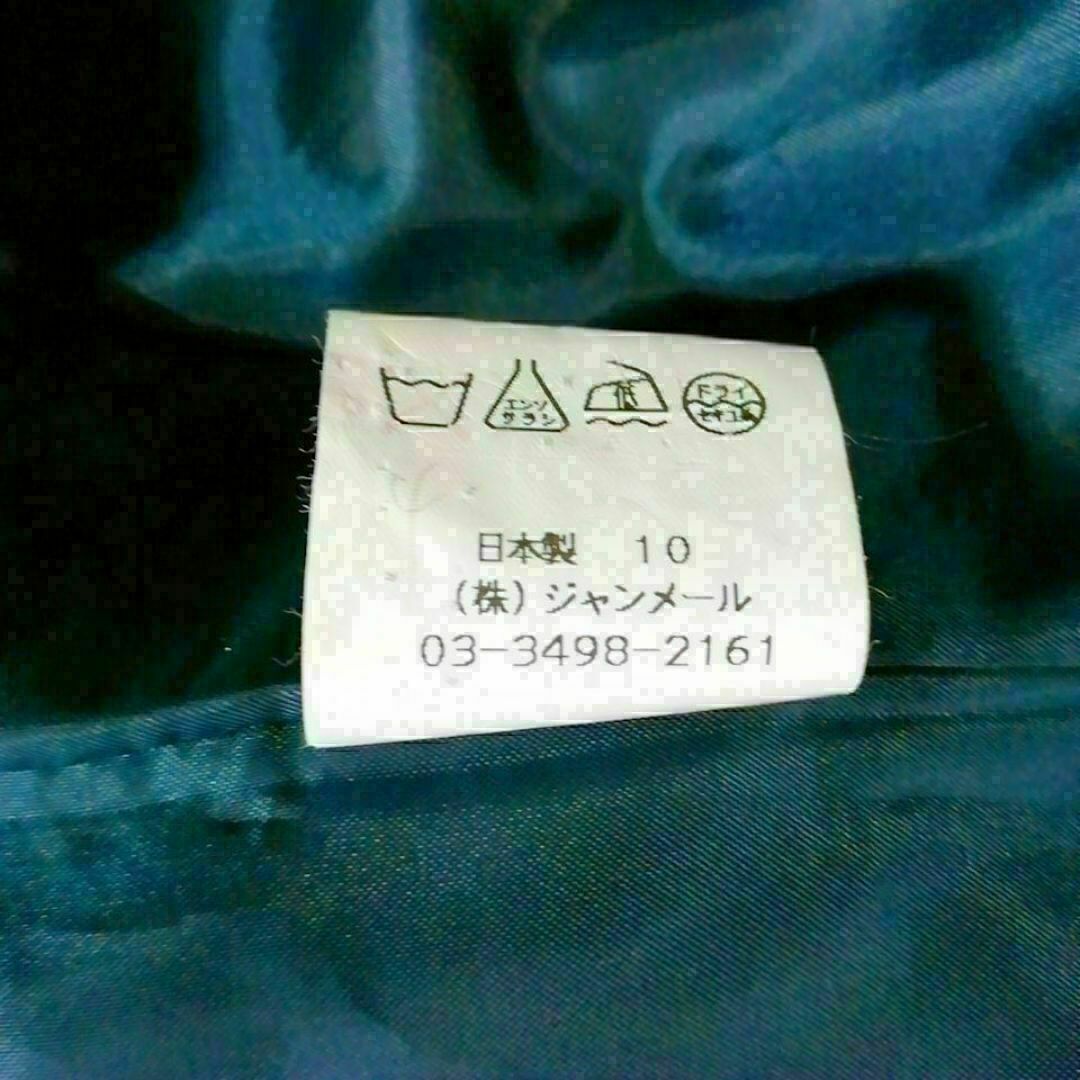 エンソ
サラシ
低
ドライ
セキユ系
日本製 10
(株)ジャンメール
03-3498-2161